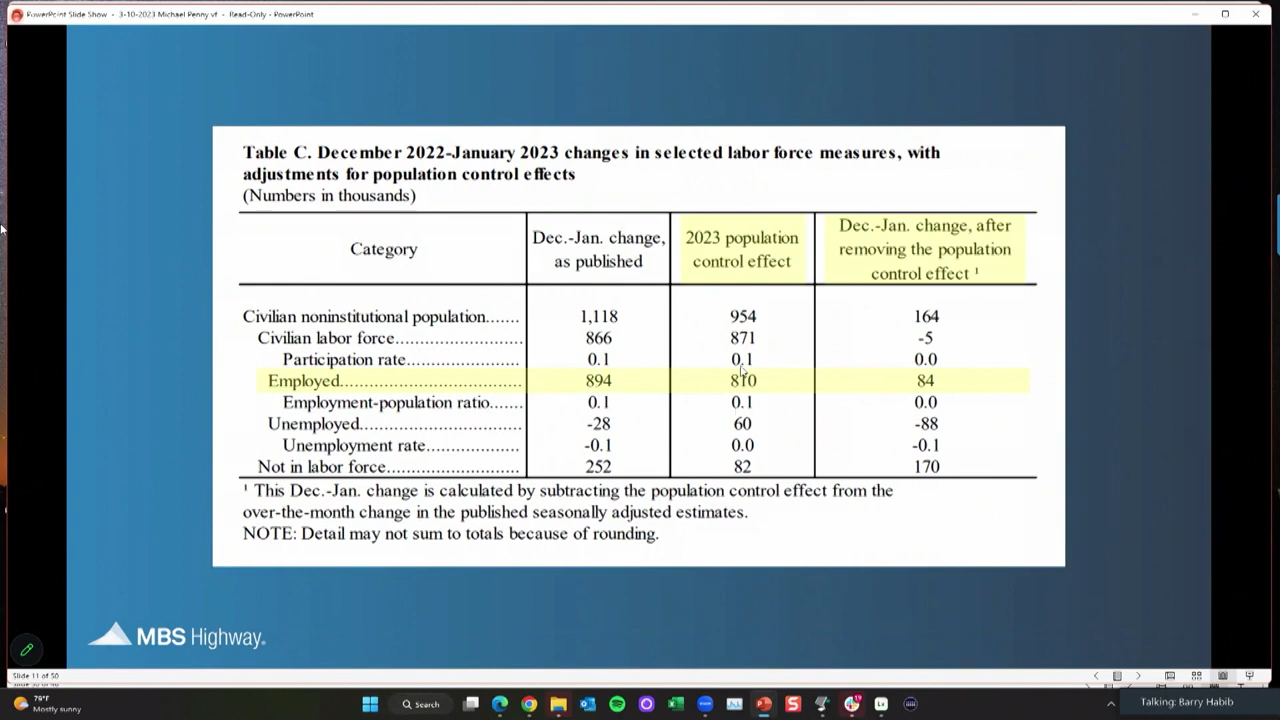 PowerPoint Slide Show - 3-10-2023 Michael Penny vf - Read-Only - PowerPoint
Table C. December 2022-January 2023 changes in selected labor force measures, with
adjustments for population control effects
(Numbers in thousands)
Category
Dec.-Jan. change,
as published
2023 population
control effect
Dec.-Jan. change, after
removing the population
control effect ¹
Civilian noninstitutional population....... 1,118 954 164
Civilian labor force............................ 866 871 -5
Participation rate............................ 0.1 0.1 0.0
Employed.......................................... 894 810 84
Employment-population ratio....... 0.1 0.1 0.0
Unemployed..................................... -28 60 -88
Unemployment rate...................... -0.1 0.0 -0.1
Not in labor force............................... 252 82 170
¹ This Dec.-Jan. change is calculated by subtracting the population control effect from the
over-the-month change in the published seasonally adjusted estimates.
NOTE: Detail may not sum to totals because of rounding.
MBS Highway.
Slide 11 of 50
79°F
Mostly sunny
Search
19
Talking: Barry Habib